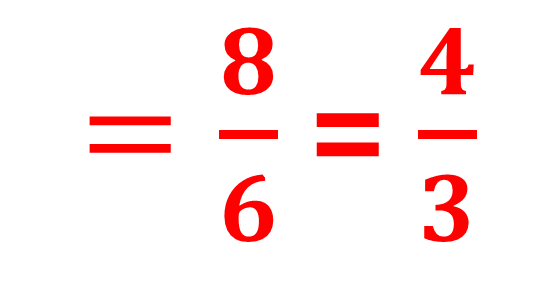 = 8/6 = 4/3